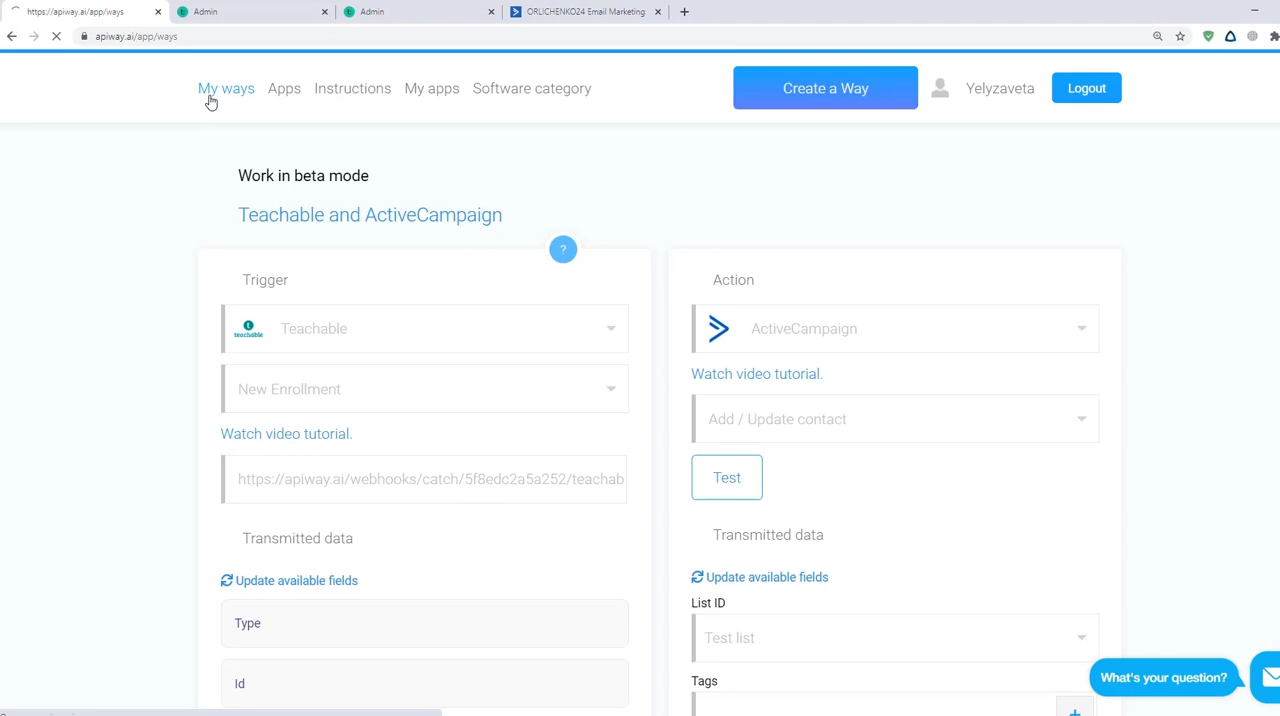 https://apiway.ai/app/ways
Admin
Admin
ORLICHENKO24 Email Marketing
apiway.ai/app/ways
My ways
Apps
Instructions
My apps
Software category
Create a Way
Yelyzaveta
Logout
Work in beta mode
Teachable and ActiveCampaign
?
Trigger
teachable
Teachable
New Enrollment
Watch video tutorial.
https://apiway.ai/webhooks/catch/5f8edc2a5a252/teachab
Transmitted data
Update available fields
Type
Id
Action
ActiveCampaign
Watch video tutorial.
Add / Update contact
Test
Transmitted data
Update available fields
List ID
Test list
Tags
+
What's your question?